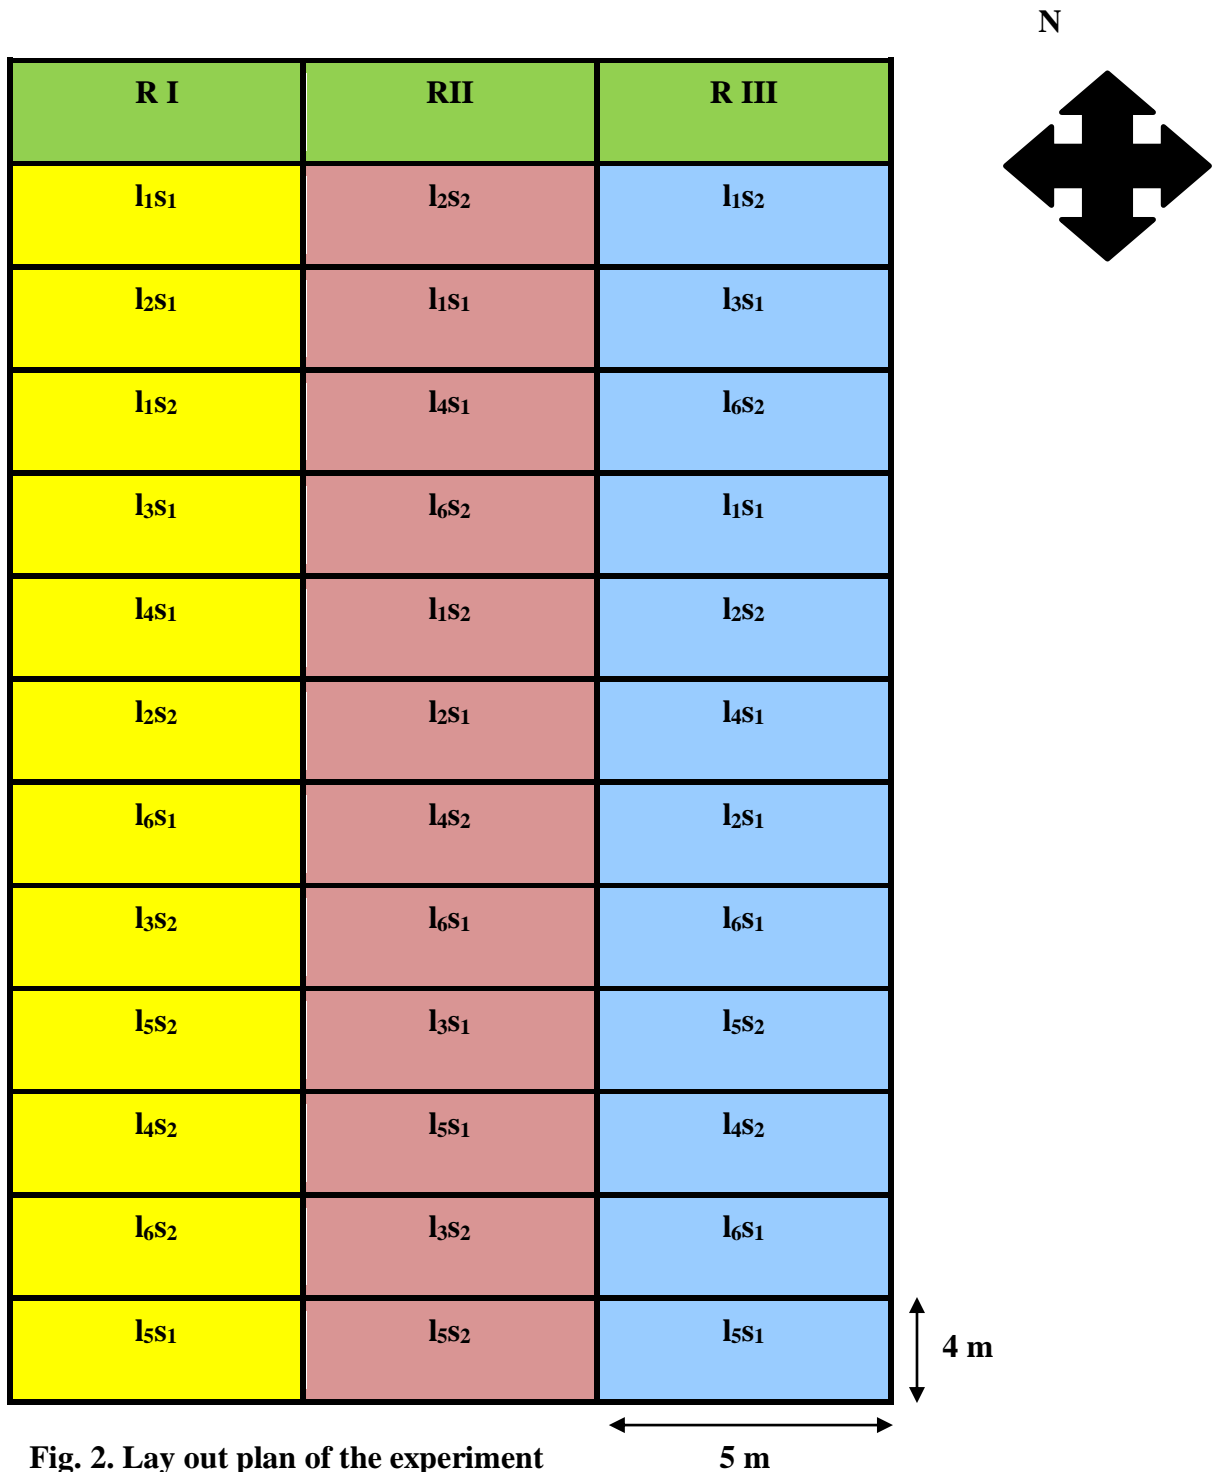 N
R I RII R III
l₁s₁ l₂s₂ l₁s₂
l₂s₁ l₁s₁ l₃s₁
l₁s₂ l₄s₁ l₆s₂
l₃s₁ l₆s₂ l₁s₁
l₄s₁ l₁s₂ l₂s₂
l₂s₂ l₂s₁ l₄s₁
l₆s₁ l₄s₂ l₂s₁
l₃s₂ l₆s₁ l₆s₁
l₅s₂ l₃s₁ l₅s₂
l₄s₂ l₅s₁ l₄s₂
l₆s₂ l₃s₂ l₆s₁
l₅s₁ l₅s₂ l₅s₁
4 m
Fig. 2. Lay out plan of the experiment 5 m